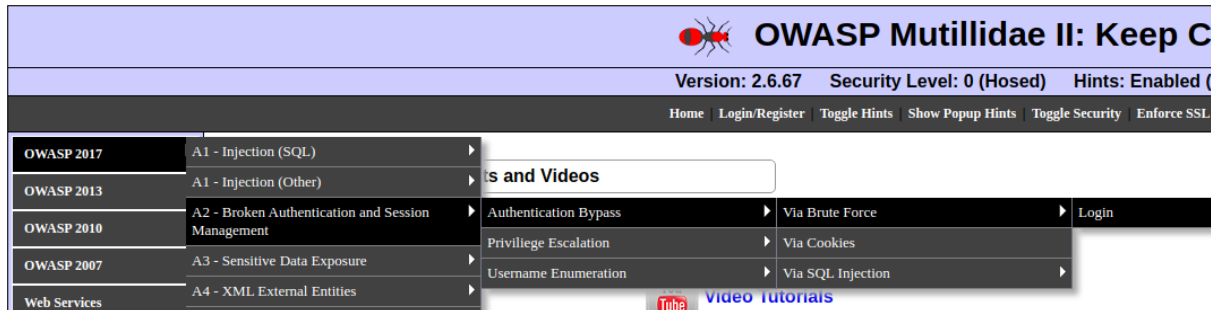 OWASP Mutillidae II: Keep C
Version: 2.6.67 Security Level: 0 (Hosed) Hints: Enabled (
Home | Login/Register | Toggle Hints | Show Popup Hints | Toggle Security | Enforce SSL
OWASP 2017
OWASP 2013
OWASP 2010
OWASP 2007
Web Services
A1 - Injection (SQL)
A1 - Injection (Other)
A2 - Broken Authentication and Session
Management
A3 - Sensitive Data Exposure
A4 - XML External Entities
ts and Videos
Authentication Bypass
Priviliege Escalation
Username Enumeration
Via Brute Force
Via Cookies
Via SQL Injection
Login
Tube
Video Tutorials